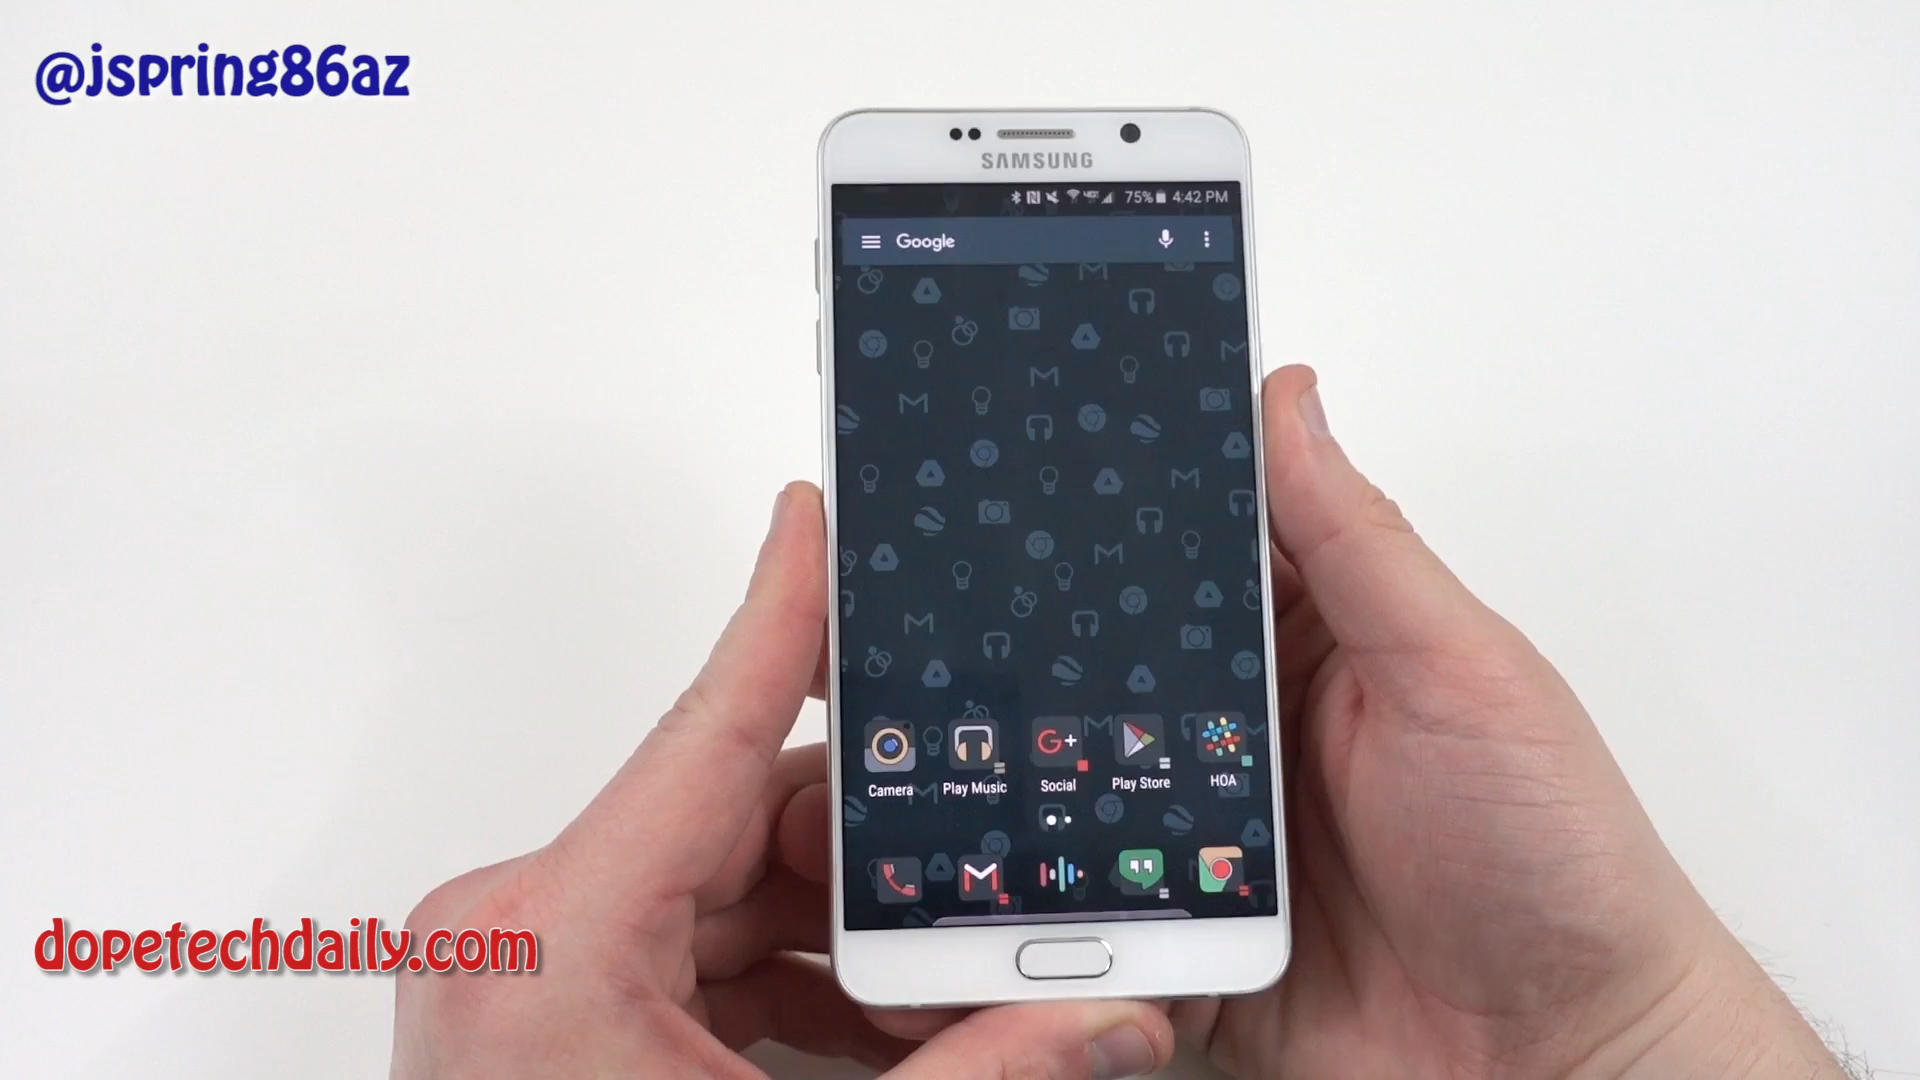 @jspring86az
SAMSUNG
75% 4:42 PM
Google
Camera
Play Music
Social
Play Store
HOA
G+
dopetechdaily.com